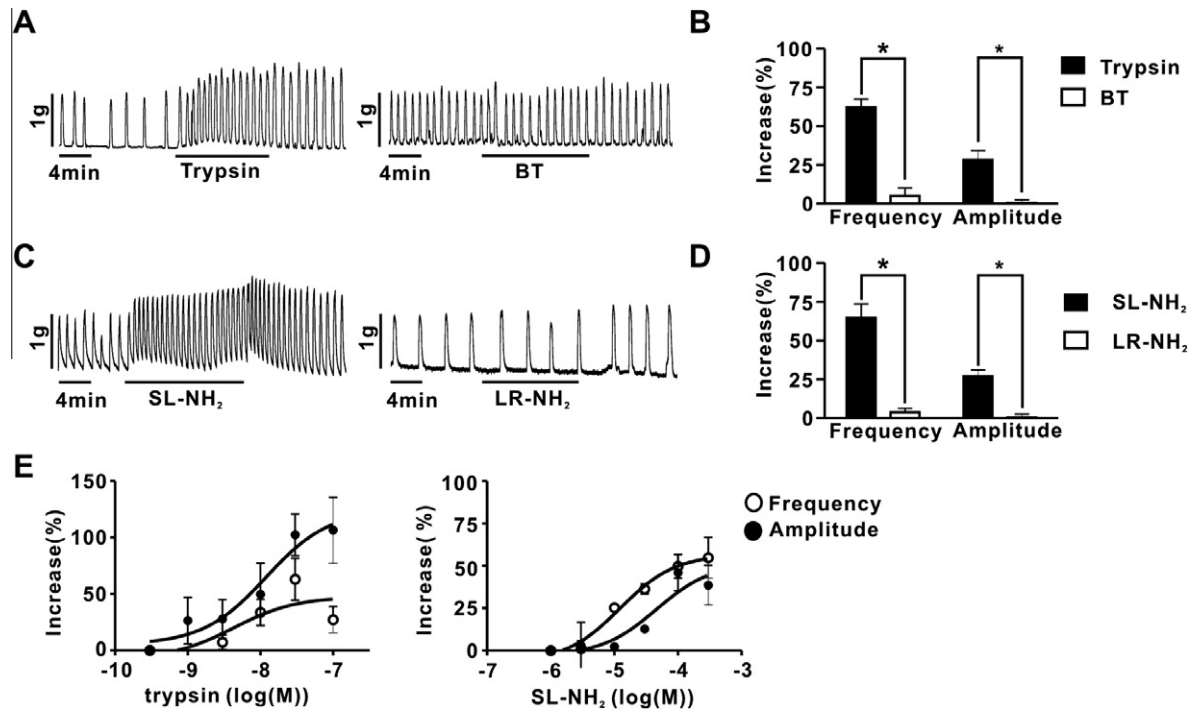 A
1g
4min
Trypsin
1g
4min
BT
B
Increase(%)
100
75
50
25
0
Frequency
Amplitude
*
*
Trypsin
BT
C
1g
4min
SL-NH₂
1g
4min
LR-NH₂
D
Increase(%)
100
75
50
25
0
Frequency
Amplitude
*
*
SL-NH₂
LR-NH₂
E
Increase(%)
150
100
50
0
-10
-9
-8
-7
trypsin (log(M))
Increase( %)
100
75
50
25
0
-7
-6
-5
-4
-3
SL-NH₂ (log(M))
Frequency
Amplitude